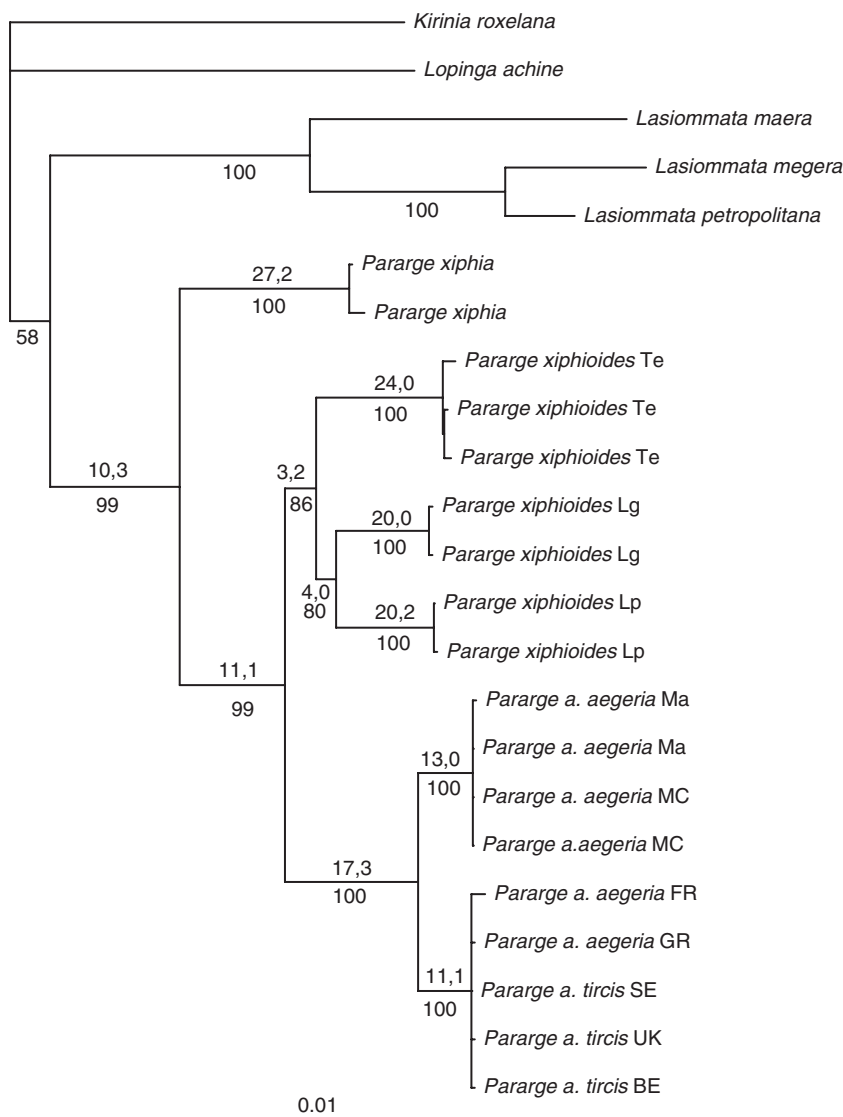 Kirinia roxelana
Lopinga achine
Lasiommata maera
100
Lasiommata megera
100
Lasiommata petropolitana
Pararge xiphia
27,2
100
Pararge xiphia
58
Pararge xiphioides Te
24,0
100
Pararge xiphioides Te
Pararge xiphioides Te
10,3
99
3,2
86
Pararge xiphioides Lg
20,0
100
Pararge xiphioides Lg
4,0
80
Pararge xiphioides Lp
20,2
100
Pararge xiphioides Lp
11,1
99
Pararge a. aegeria Ma
Pararge a. aegeria Ma
13,0
100
Pararge a. aegeria MC
Pararge a.aegeria MC
17,3
100
Pararge a. aegeria FR
Pararge a. aegeria GR
11,1
100
Pararge a. tircis SE
Pararge a. tircis UK
Pararge a. tircis BE
0.01